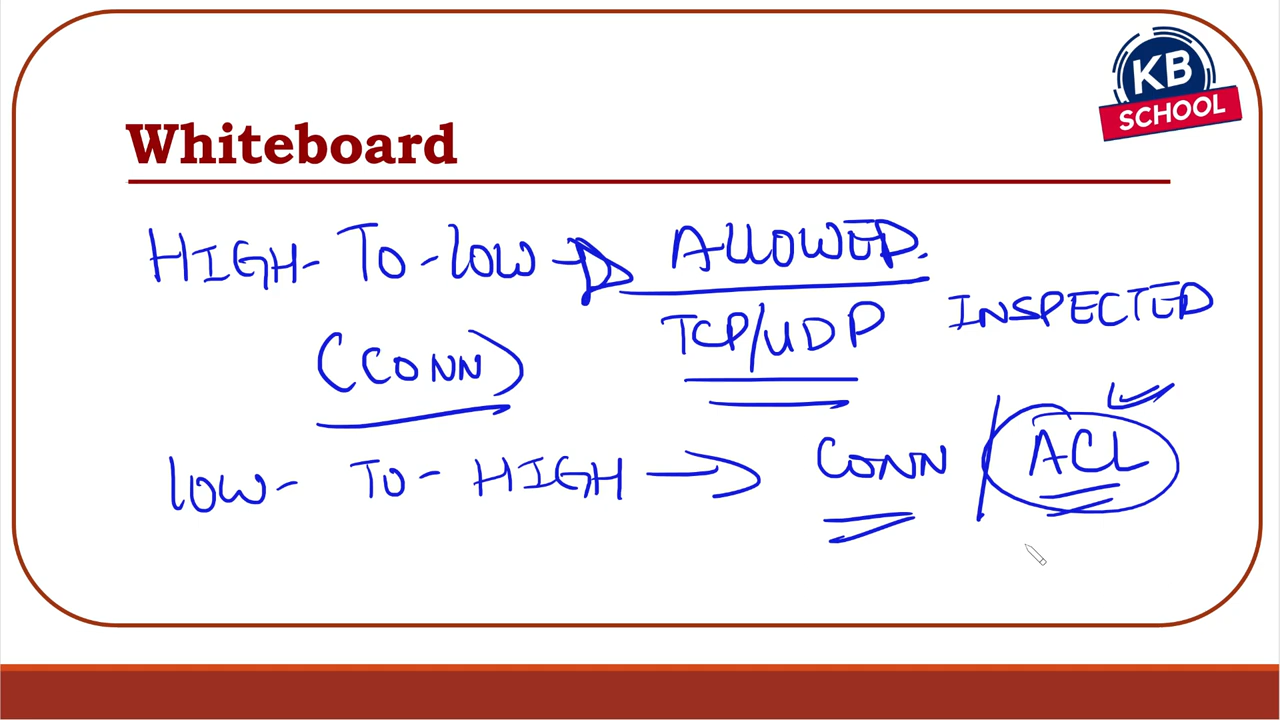 KB
SCHOOL
Whiteboard
HIGH-TO-LOW → ALLOWED.
TCP/UDP INSPECTED
(CONN)
LOW-TO-HIGH → CONN / ACL